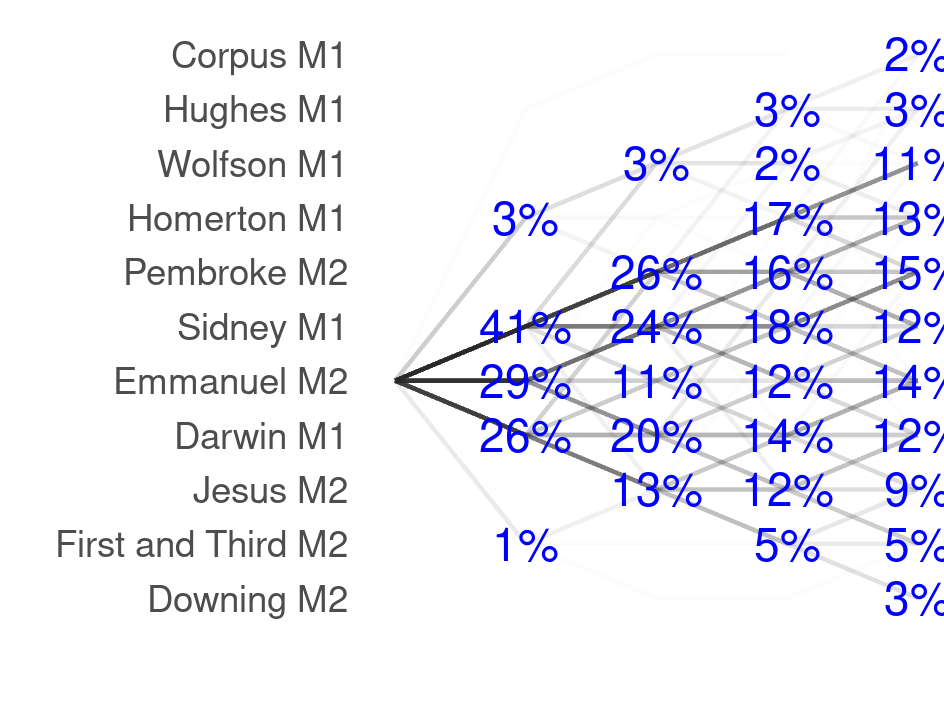 Corpus M1 2%
Hughes M1 3% 3%
Wolfson M1 3% 2% 11%
Homerton M1 3% 17% 13%
Pembroke M2 26% 16% 15%
Sidney M1 41% 24% 18% 12%
Emmanuel M2 29% 11% 12% 14%
Darwin M1 26% 20% 14% 12%
Jesus M2 13% 12% 9%
First and Third M2 1% 5% 5%
Downing M2 3%